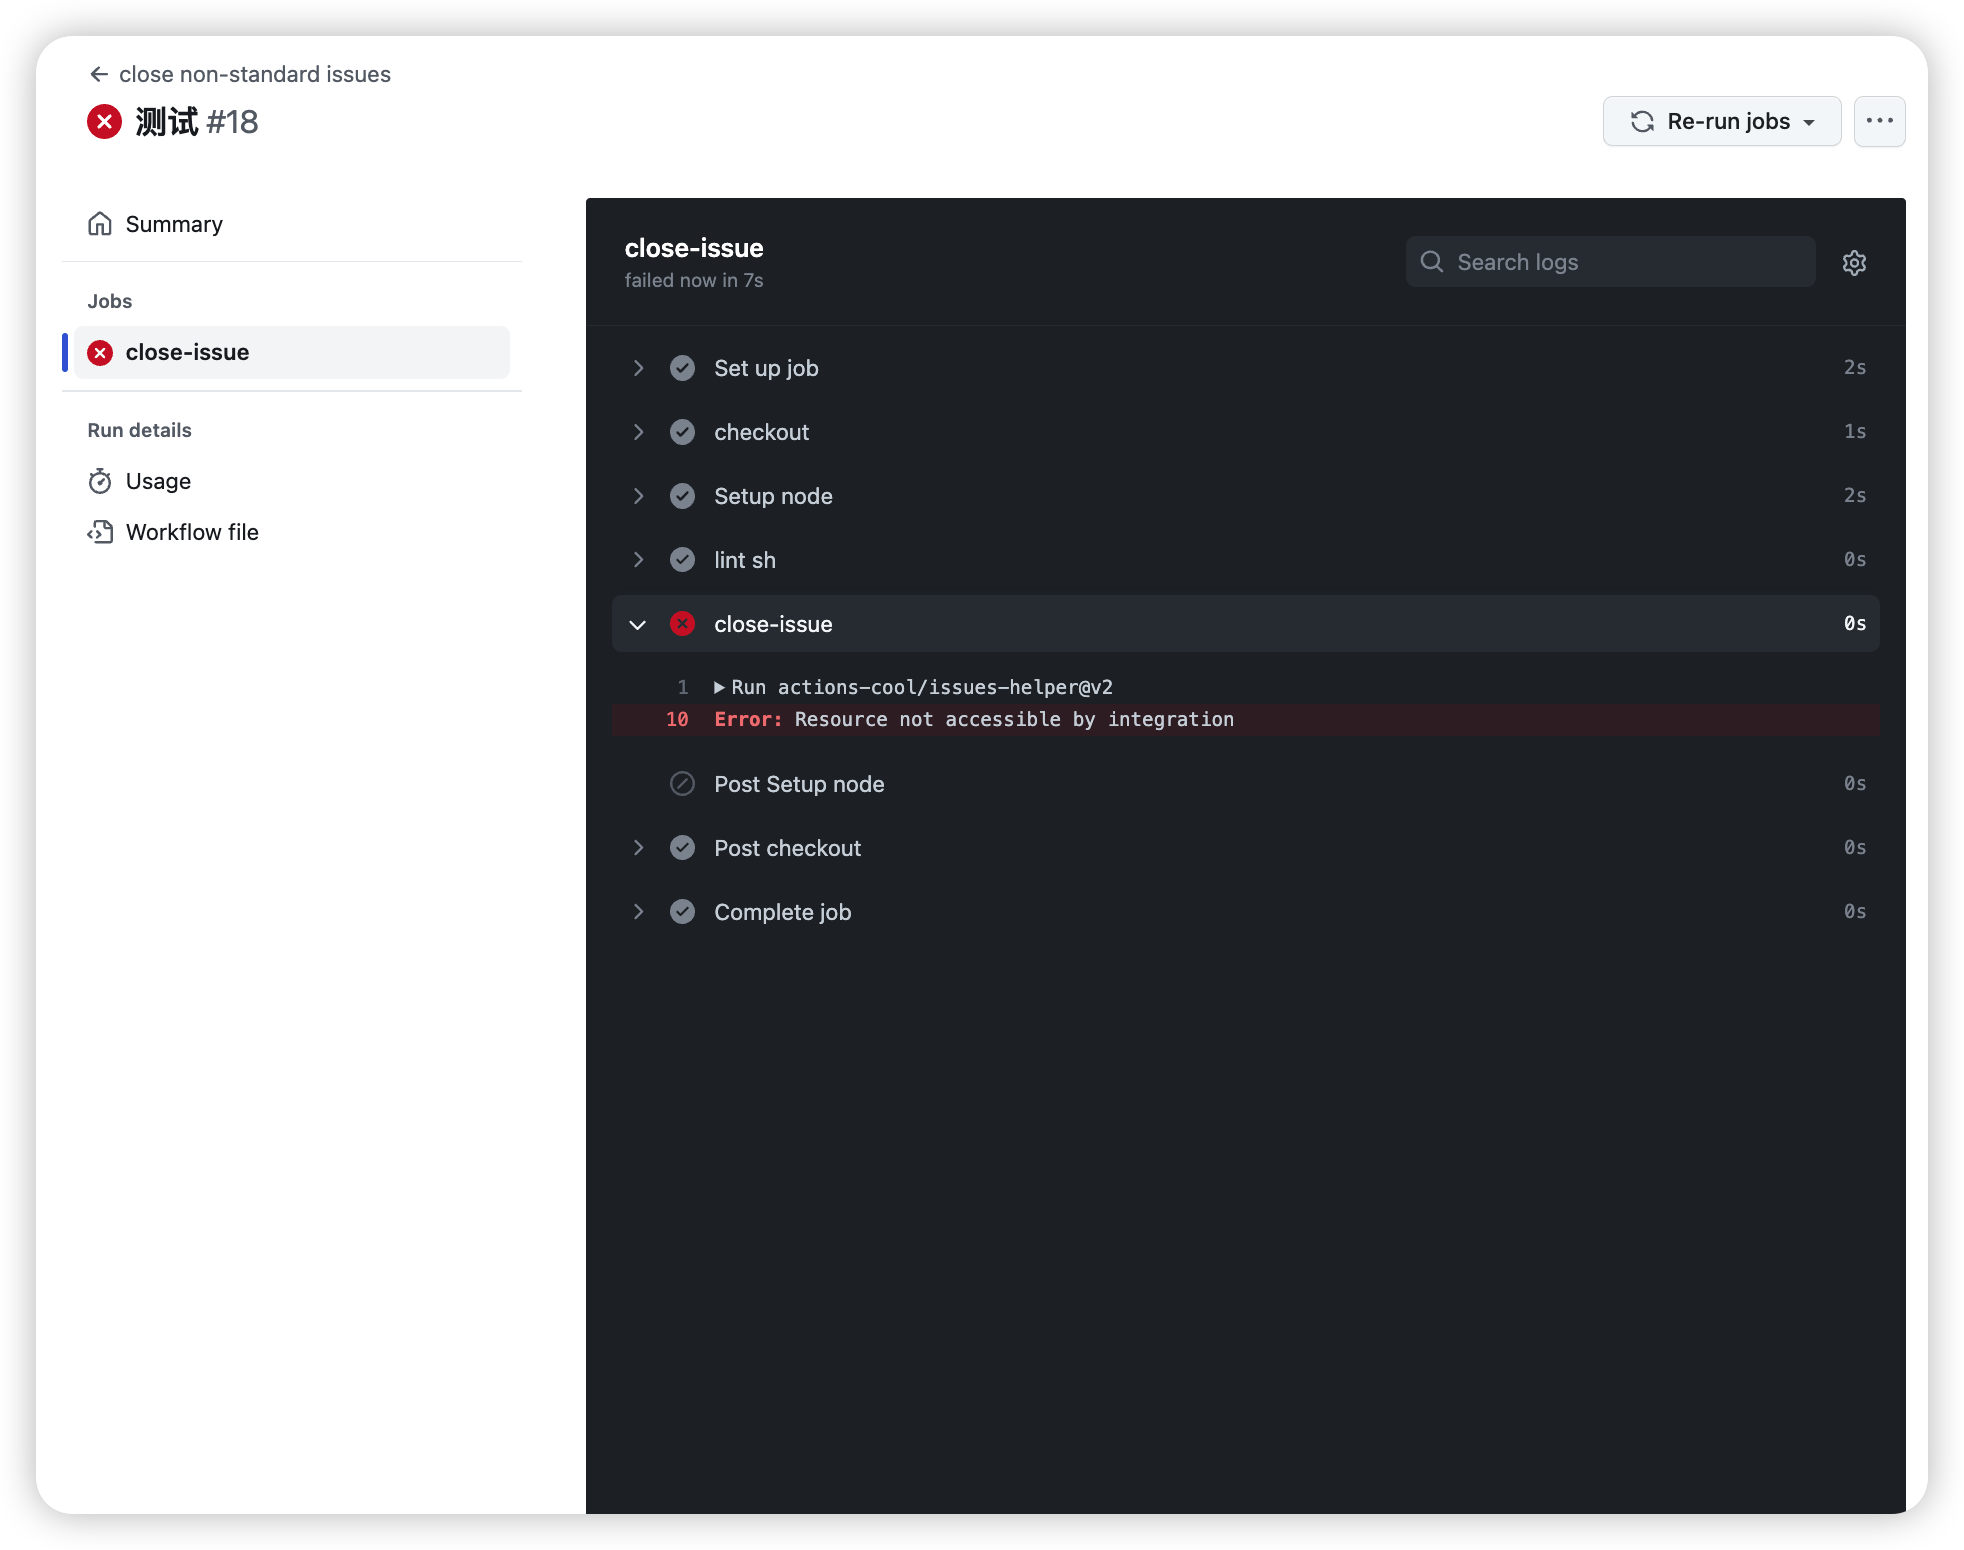 close non-standard issues
测试 #18
Re-run jobs
Summary
Jobs
close-issue
Run details
Usage
Workflow file
close-issue
failed now in 7s
Search logs
Set up job 2s
checkout 1s
Setup node 2s
lint sh 0s
close-issue 0s
1 Run actions-cool/issues-helper@v2
10 Error: Resource not accessible by integration
Post Setup node 0s
Post checkout 0s
Complete job 0s